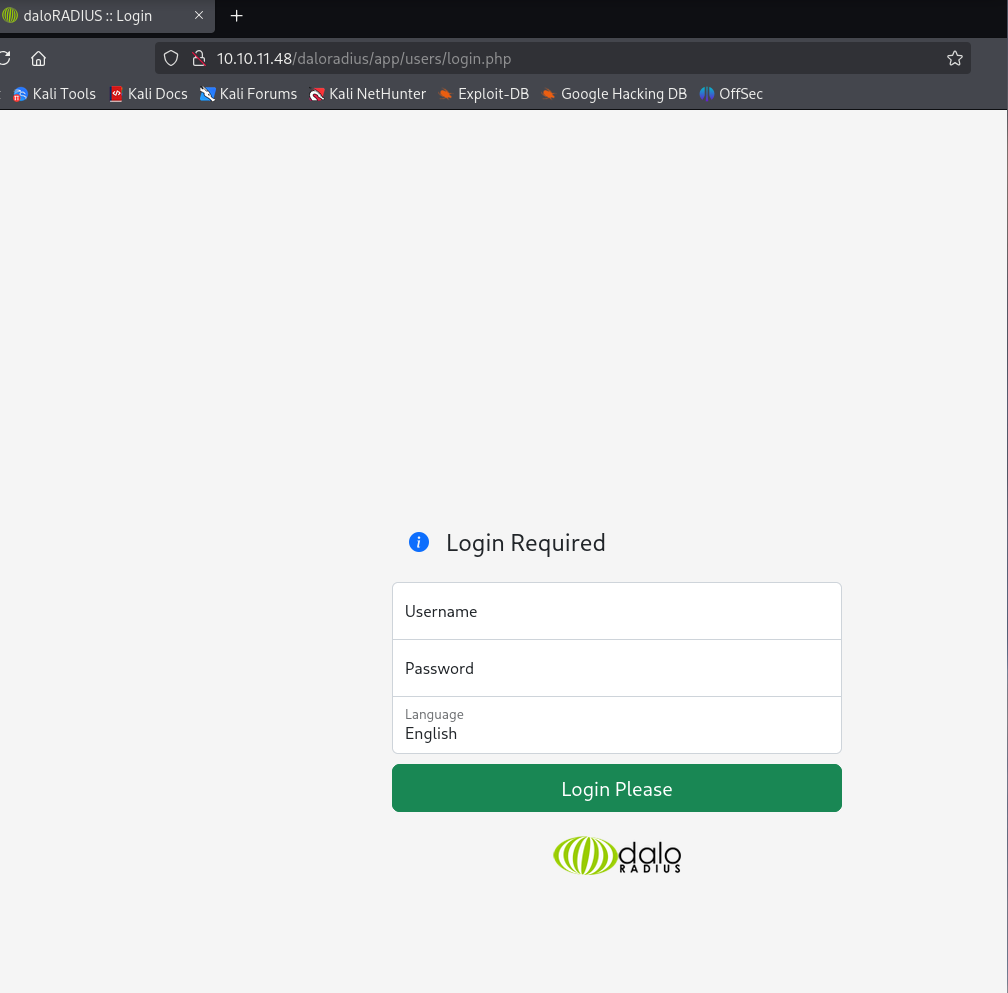 daloRADIUS :: Login
10.10.11.48/daloradius/app/users/login.php
Kali Tools Kali Docs Kali Forums Kali NetHunter Exploit-DB Google Hacking DB OffSec
Login Required
Username
Password
Language
English
Login Please
dalo
RADIUS